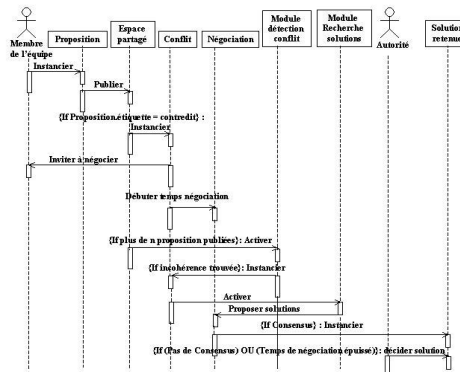 Membre
de l'équipe
Proposition
Espace
partagé
Conflit
Négociation
Module
détection
conflit
Module
Recherche
solutions
Autorité
Solution
retenue
Instancier
Publier
{If Proposition.étiquette = contredit} :
Instancier
Inviter à négocier
Débuter temps négociation
{If plus de n proposition publiées}: Activer
{If incohérence trouvée}: Instancier
Activer
Proposer solutions
{If Consensus} : Instancier
{If (Pas de Consensus) OU (Temps de négociation épuisé)}: décider solution